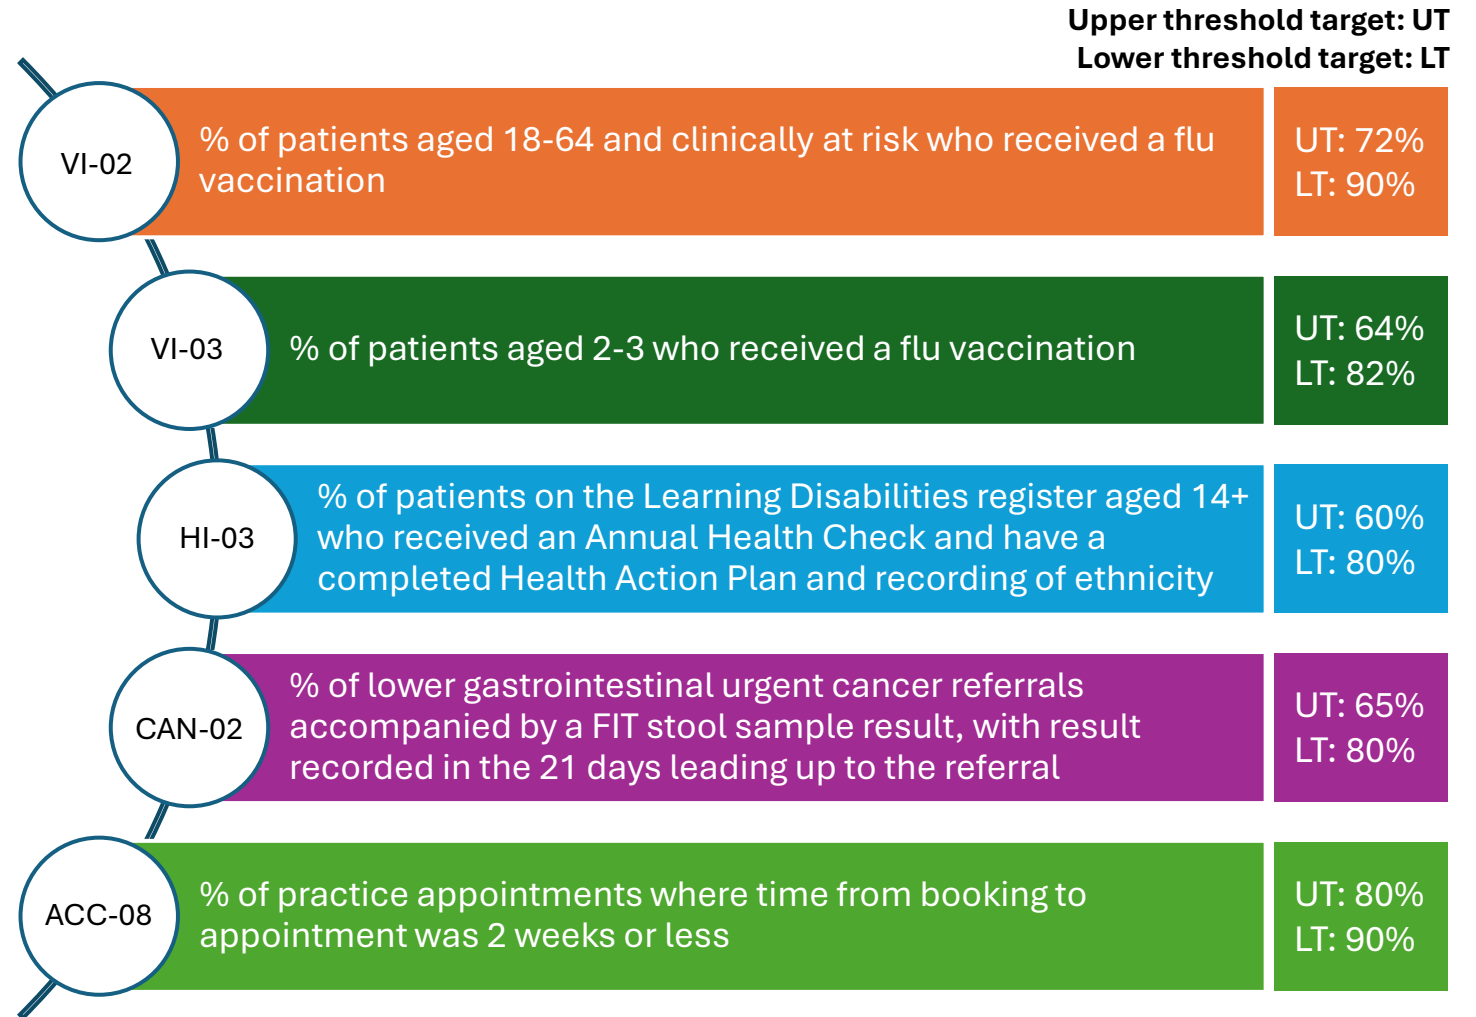 Upper threshold target: UT
Lower threshold target: LT
VI-02
% of patients aged 18-64 and clinically at risk who received a flu
vaccination
UT: 72%
LT: 90%
VI-03
% of patients aged 2-3 who received a flu vaccination
UT: 64%
LT: 82%
HI-03
% of patients on the Learning Disabilities register aged 14+
who received an Annual Health Check and have a
completed Health Action Plan and recording of ethnicity
UT: 60%
LT: 80%
CAN-02
% of lower gastrointestinal urgent cancer referrals
accompanied by a FIT stool sample result, with result
recorded in the 21 days leading up to the referral
UT: 65%
LT: 80%
ACC-08
% of practice appointments where time from booking to
appointment was 2 weeks or less
UT: 80%
LT: 90%